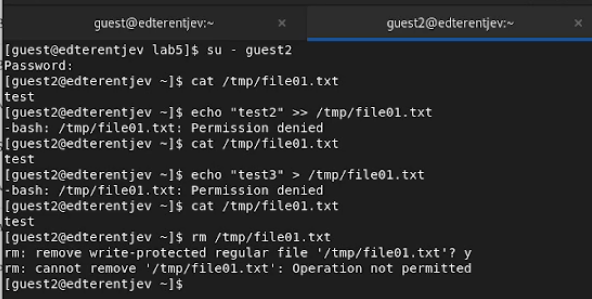 guest@edterentjev:~
guest2@edterentjev:~
[guest@edterentjev lab5]$ su - guest2
Password:
[guest2@edterentjev ~]$ cat /tmp/file01.txt
test
[guest2@edterentjev ~]$ echo "test2" >> /tmp/file01.txt
-bash: /tmp/file01.txt: Permission denied
[guest2@edterentjev ~]$ cat /tmp/file01.txt
test
[guest2@edterentjev ~]$ echo "test3" > /tmp/file01.txt
-bash: /tmp/file01.txt: Permission denied
[guest2@edterentjev ~]$ cat /tmp/file01.txt
test
[guest2@edterentjev ~]$ rm /tmp/file01.txt
rm: remove write-protected regular file '/tmp/file01.txt'? y
rm: cannot remove '/tmp/file01.txt': Operation not permitted
[guest2@edterentjev ~]$